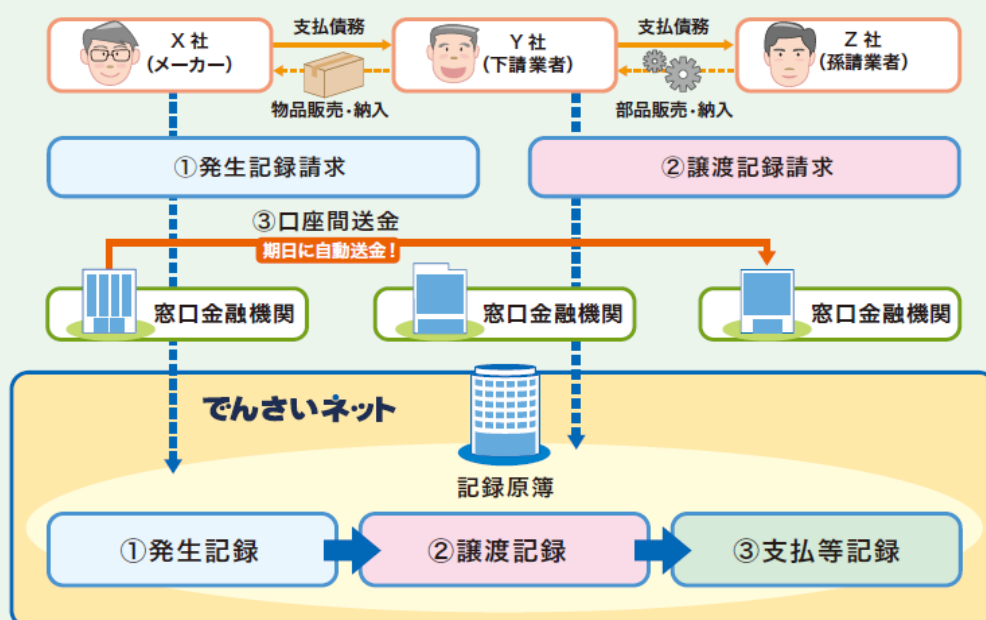 支払債務
支払債務
X 社
(メーカー)
Y 社
(下請業者)
Z 社
(孫請業者)
物品販売・納入
部品販売・納入
①発生記録請求
②譲渡記録請求
③口座間送金
期日に自動送金！
窓口金融機関
窓口金融機関
窓口金融機関
でんさいネット
記録原簿
①発生記録
②譲渡記録
③支払等記録